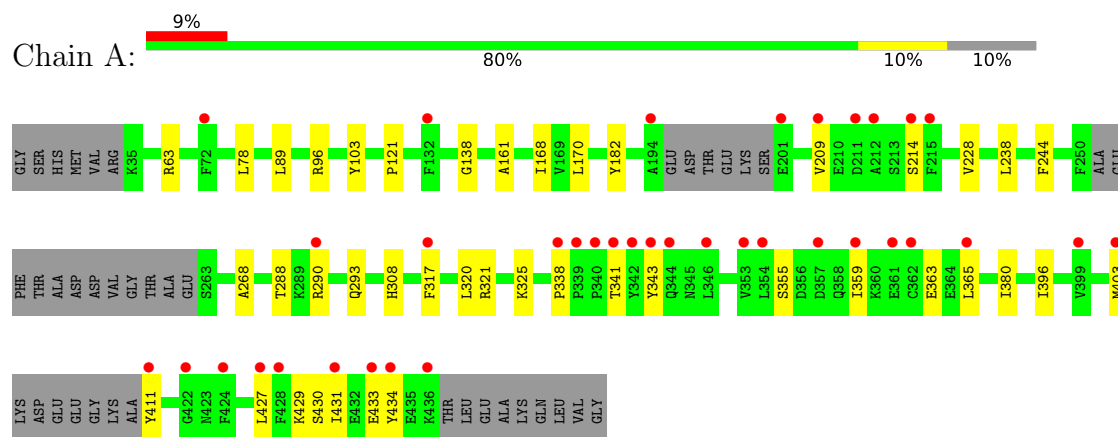 9%
Chain A:
80% 10% 10%
GLY SER HIS MET VAL ARG K35 R63 F72 L78 L89 R96 Y103 P121 F132 G138 A161 I168 V169 L170 Y182 A194 GLU ASP THR GLU LYS SER E201 V209 E210 D211 A212 S213 S214 F215 V228 L238 F244 F250 ALA GLU
PHE THR ALA ASP ASP VAL GLY THR ALA GLU S263 A268 T288 K289 R290 Q293 H308 F317 L320 R321 K325 P338 P339 P340 T341 Y342 Y343 Q344 N345 L346 V353 L354 S355 D356 D357 Q358 I359 K360 E361 C362 E363 E364 L365 I380 I396 V399 M403
LYS ASP GLU GLU GLY LYS ALA Y411 G422 N423 F424 L427 F428 K429 S430 I431 E432 E433 Y434 E435 K436 THR LEU GLU ALA LYS GLN LEU VAL GLY